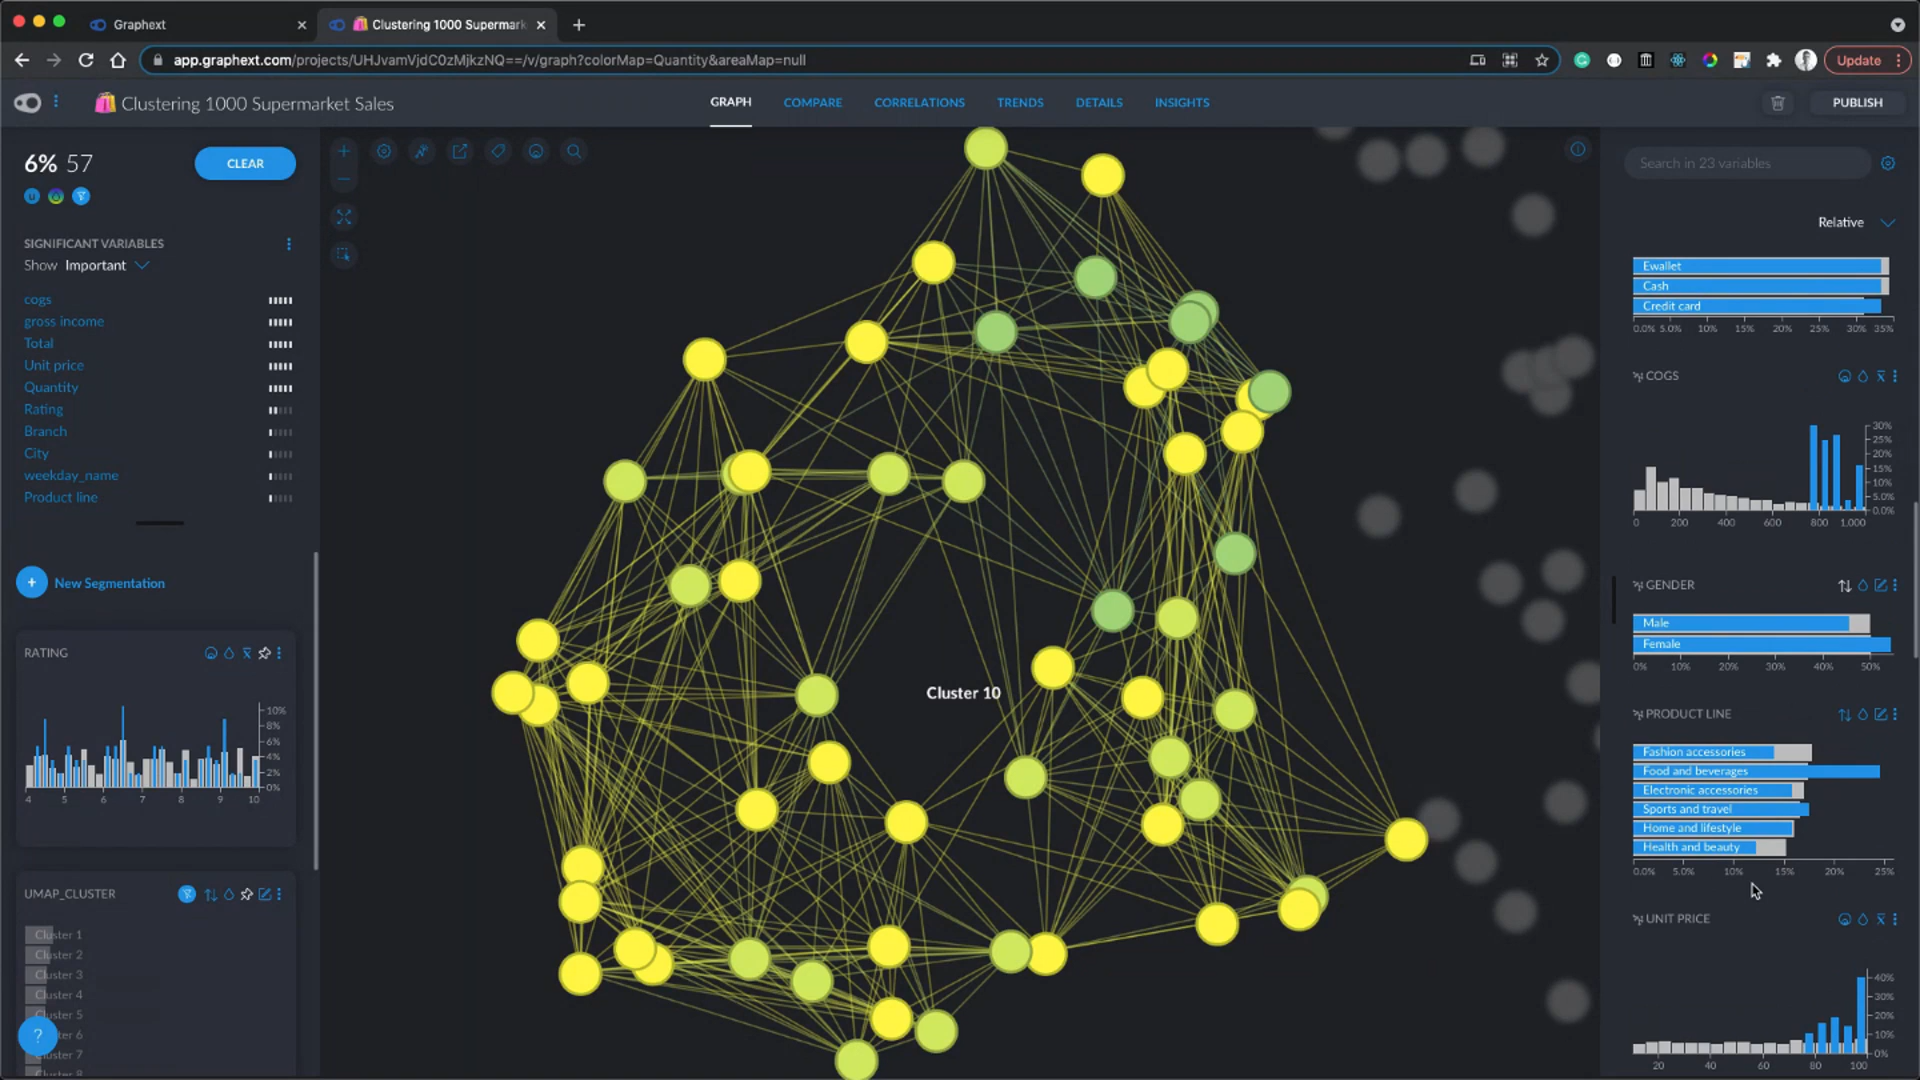 Graphext
Clustering 1000 Supermark
app.graphext.com/projects/UHJvamVjdC0zMjkzNQ==/v/graph?colorMap=Quantity&areaMap=null
Update
Clustering 1000 Supermarket Sales
GRAPH
COMPARE
CORRELATIONS
TRENDS
DETAILS
INSIGHTS
PUBLISH
6% 57
CLEAR
SIGNIFICANT VARIABLES
Show Important
cogs
gross income
Total
Unit price
Quantity
Rating
Branch
City
weekday_name
Product line
+ New Segmentation
RATING
10%
8%
6%
4%
2%
0%
4 5 6 7 8 9 10
UMAP_CLUSTER
Cluster 1
Cluster 2
Cluster 3
Cluster 4
Cluster 5
ster 6
ster 7
?
Cluster 10
Search in 23 variables
Relative
Ewallet
Cash
Credit card
0.0% 5.0% 10% 15% 20% 25% 30% 35%
COGS
30%
25%
20%
15%
10%
5.0%
0.0%
0 200 400 600 800 1,000
GENDER
Male
Female
0% 10% 20% 30% 40% 50%
PRODUCT LINE
Fashion accessories
Food and beverages
Electronic accessories
Sports and travel
Home and lifestyle
Health and beauty
0.0% 5.0% 10% 15% 20% 25%
UNIT PRICE
40%
30%
20%
10%
0%
20 40 60 80 100